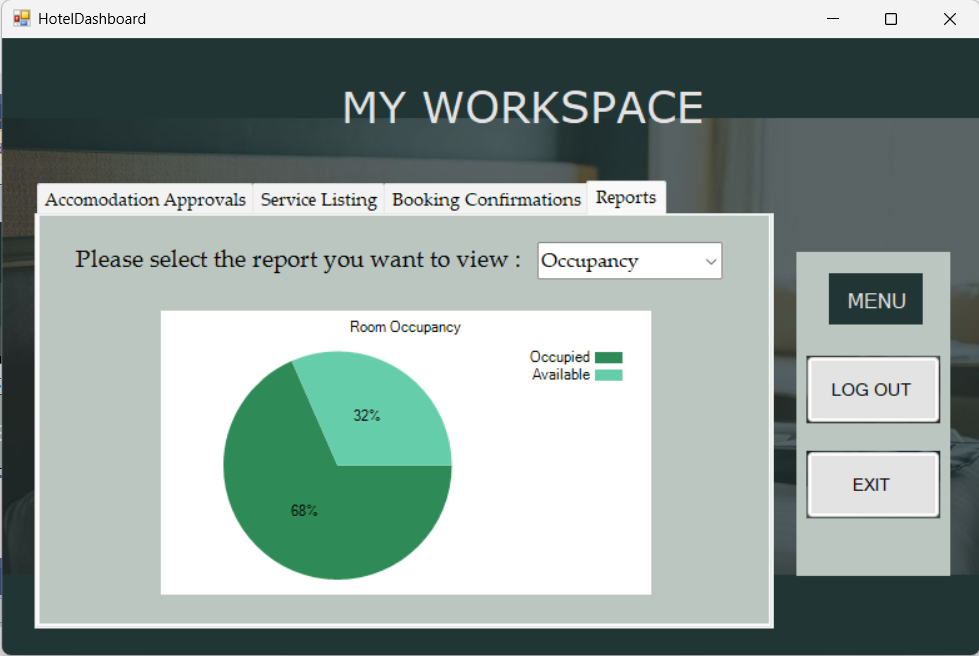 HotelDashboard
MY WORKSPACE
Accomodation Approvals
Service Listing
Booking Confirmations
Reports
Please select the report you want to view :
Occupancy
Room Occupancy
Occupied
Available
32%
68%
MENU
LOG OUT
EXIT